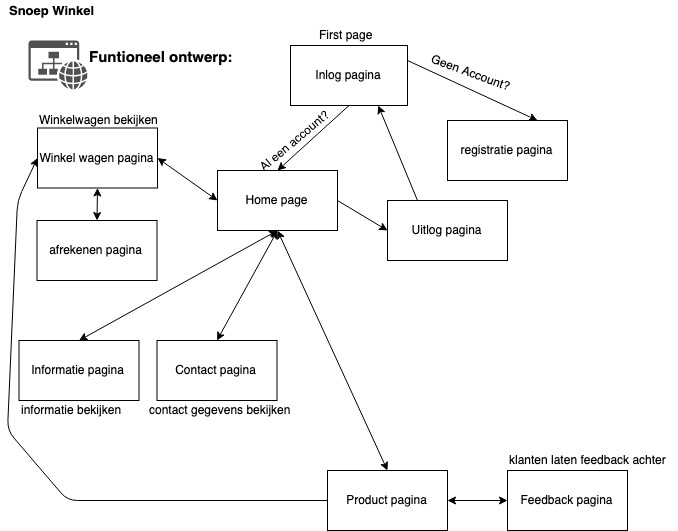 Snoep Winkel
Funtioneel ontwerp:
First page
Inlog pagina
Geen Account?
Al een account?
registratie pagina
Winkelwagen bekijken
Winkel wagen pagina
Home page
Uitlog pagina
afrekenen pagina
Informatie pagina
Contact pagina
informatie bekijken
contact gegevens bekijken
klanten laten feedback achter
Product pagina
Feedback pagina